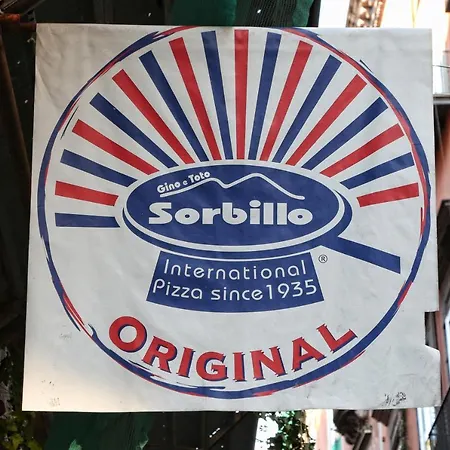 Gino e Toto
Sorbillo
International ®
Pizza since 1935
ORIGINAL